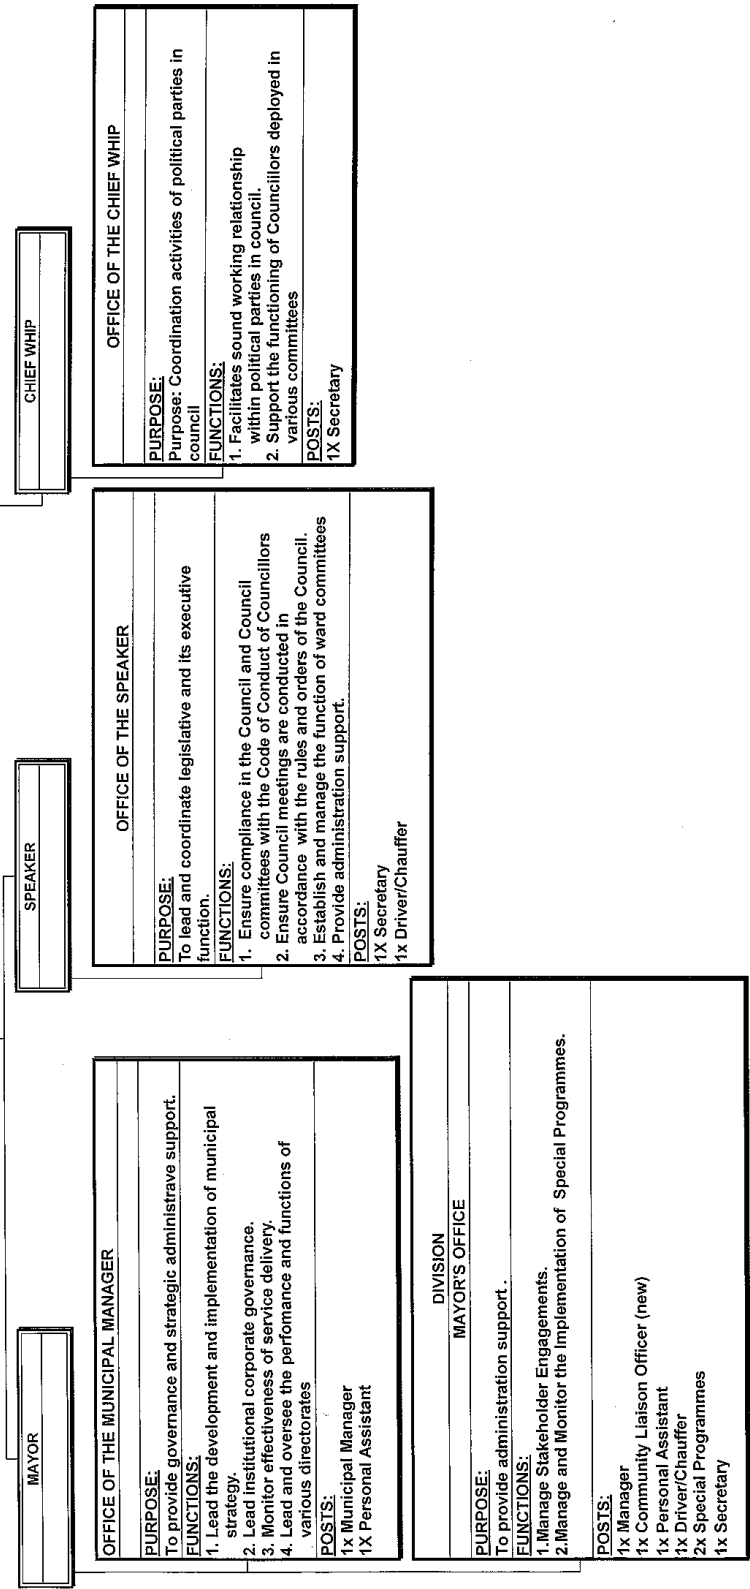 MAYOR
SPEAKER
CHIEF WHIP
OFFICE OF THE MUNICIPAL MANAGER
PURPOSE:
To provide governance and strategic administrave support.
FUNCTIONS:
1. Lead the development and implementation of municipal
strategy.
2. Lead institutional corporate governance.
3. Monitor effectiveness of service delivery.
4. Lead and oversee the perfomance and functions of
various directorates
POSTS:
1x Municipal Manager
1X Personal Assistant
DIVISION
MAYOR'S OFFICE
PURPOSE:
To provide administration support .
FUNCTIONS:
1.Manage Stakeholder Engagements.
2.Manage and Monitor the Implementation of Special Programmes.
POSTS:
1x Manager
1x Community Liaison Officer (new)
1x Personal Assistant
1x Driver/Chauffer
2x Special Programmes
1x Secretary
OFFICE OF THE SPEAKER
PURPOSE:
To lead and coordinate legislative and its executive
function.
FUNCTIONS:
1. Ensure compliance in the Council and Council
committees with the Code of Conduct of Councillors
2. Ensure Council meetings are conducted in
accordance with the rules and orders of the Council.
3. Establish and manage the function of ward committees
4. Provide administration support.
POSTS:
1X Secretary
1x Driver/Chauffer
OFFICE OF THE CHIEF WHIP
PURPOSE:
Purpose: Coordination activities of political parties in
council
FUNCTIONS:
1. Facilitates sound working relationship
within political parties in council.
2. Support the functioning of Councillors deployed in
various committees
POSTS:
1X Secretary